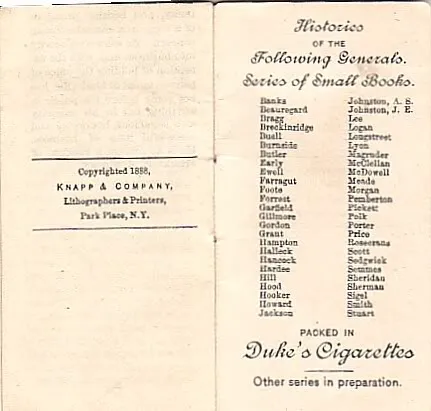 Copyrighted 1888,
KNAPP & COMPANY,
Lithographers & Printers,
Park Place, N.Y.
Histories
OF THE
Following Generals.
Series of Small Books.
Banks Johnston, A. S.
Beauregard Johnston, J. E.
Bragg Lee
Breckinridge Logan
Buell Longstreet
Burnside Lyon
Butler Magruder
Early McClellan
Ewell McDowell
Farragut Meade
Foote Morgan
Forrest Pemberton
Garfield Pickett
Gillmore Polk
Gordon Porter
Grant Price
Hampton Rosecrans
Halleck Scott
Hancock Sedgwick
Hardee Semmes
Hill Sheridan
Hood Sherman
Hooker Sigel
Howard Smith
Jackson Stuart
PACKED IN
Duke's Cigarettes
Other series in preparation.